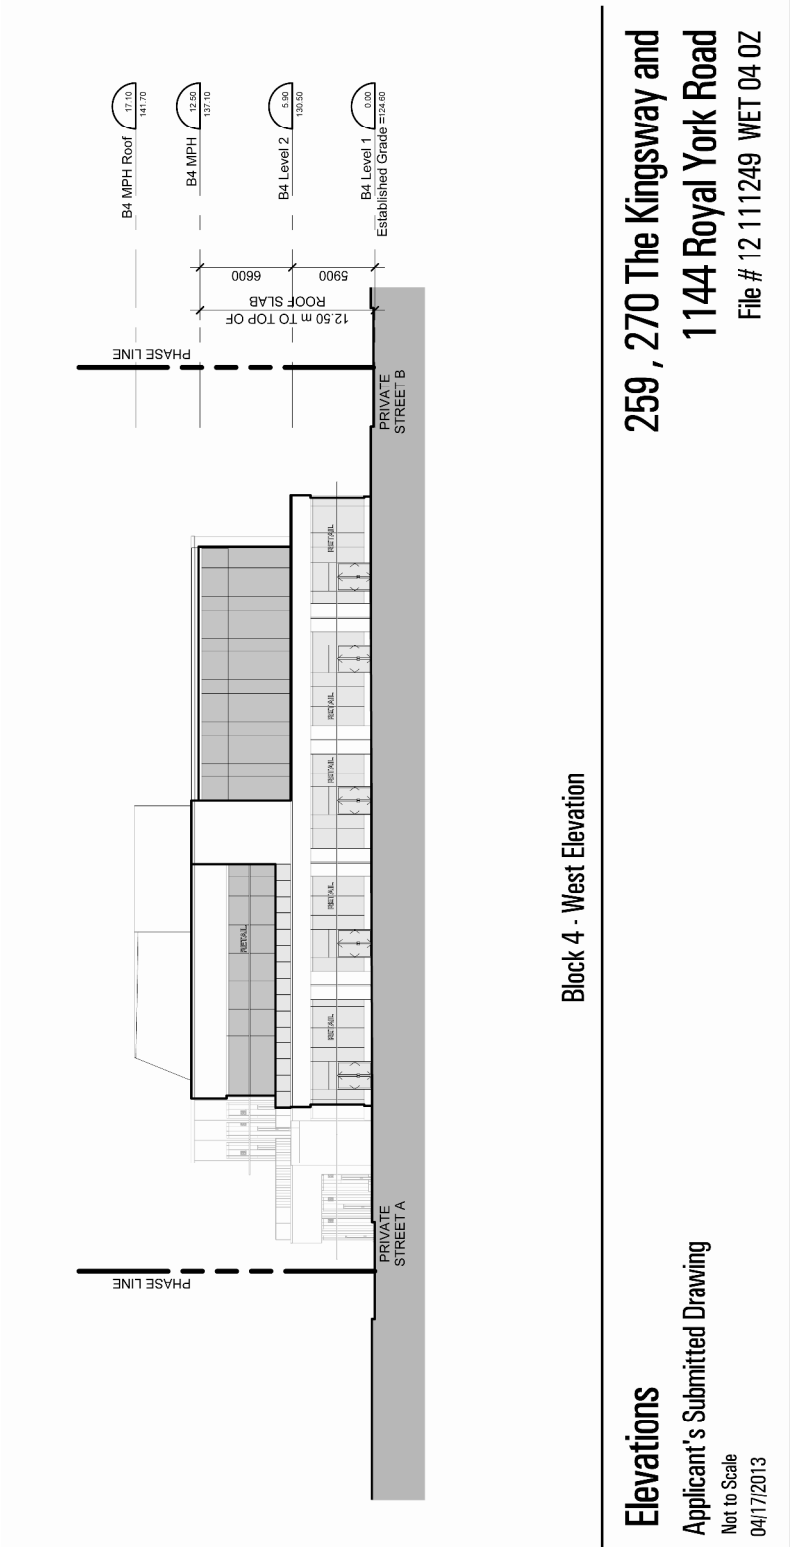 B4 MPH Roof
17.10
141.70
B4 MPH
12.50
137.10
B4 Level 2
5.90
130.50
B4 Level 1
0.00
Established Grade =124.60
6600
5900
12.50 m TO TOP OF
ROOF SLAB
PHASE LINE
PHASE LINE
RETAIL
RETAIL
RETAIL
RETAIL
RETAIL
RETAIL
PRIVATE
STREET A
PRIVATE
STREET B
Block 4 - West Elevation
Elevations
Applicant's Submitted Drawing
Not to Scale
04/17/2013
259 , 270 The Kingsway and
1144 Royal York Road
File # 12 111249 WET 04 OZ